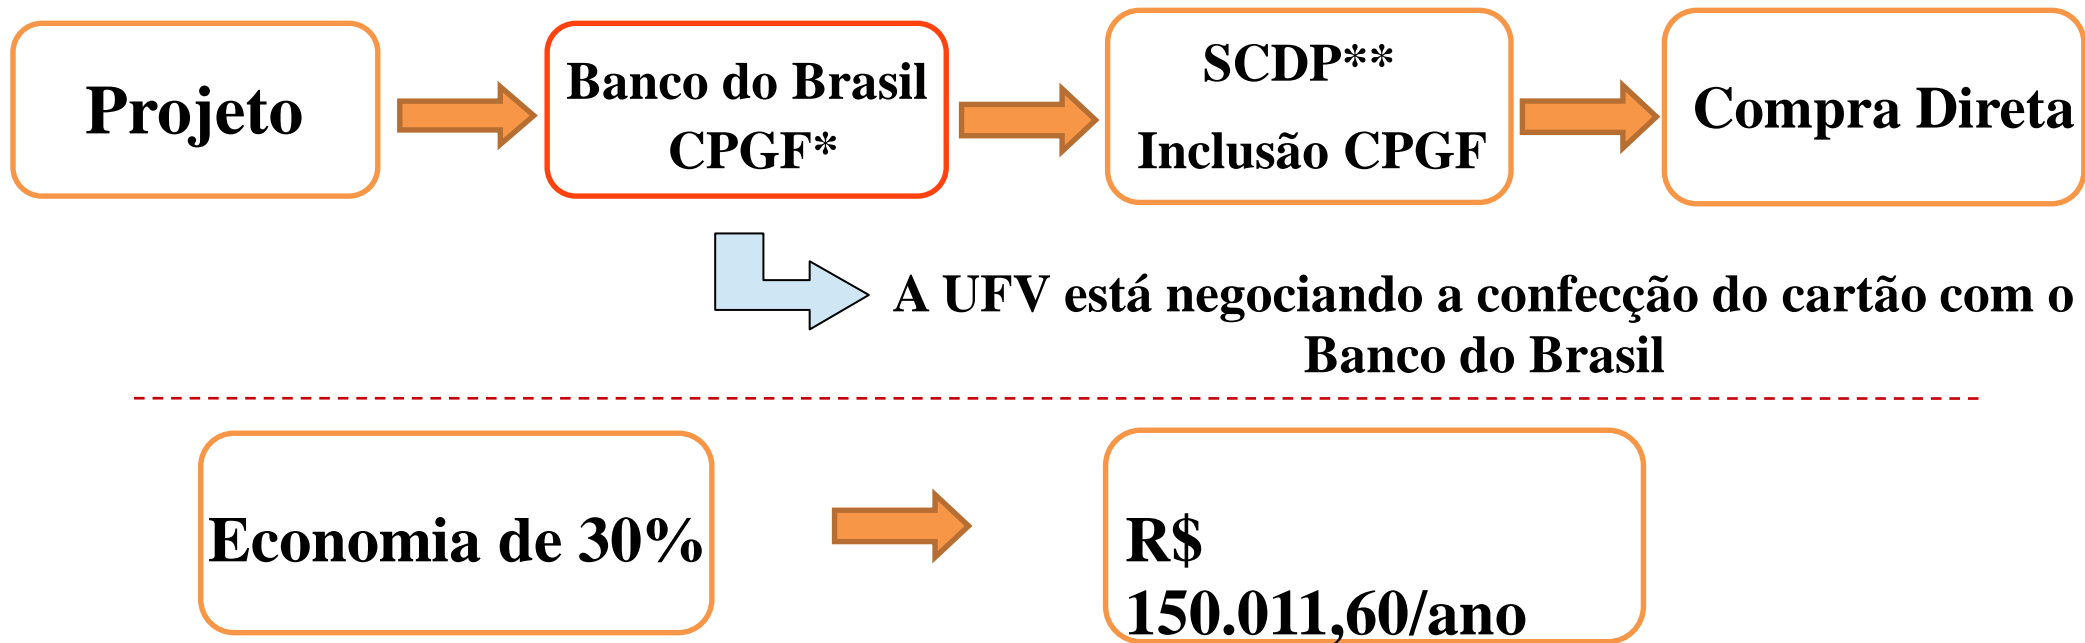 Projeto
Banco do Brasil
CPGF*
SCDP**
Inclusão CPGF
Compra Direta
A UFV está negociando a confecção do cartão com o
Banco do Brasil
Economia de 30%
R$
150.011,60/ano